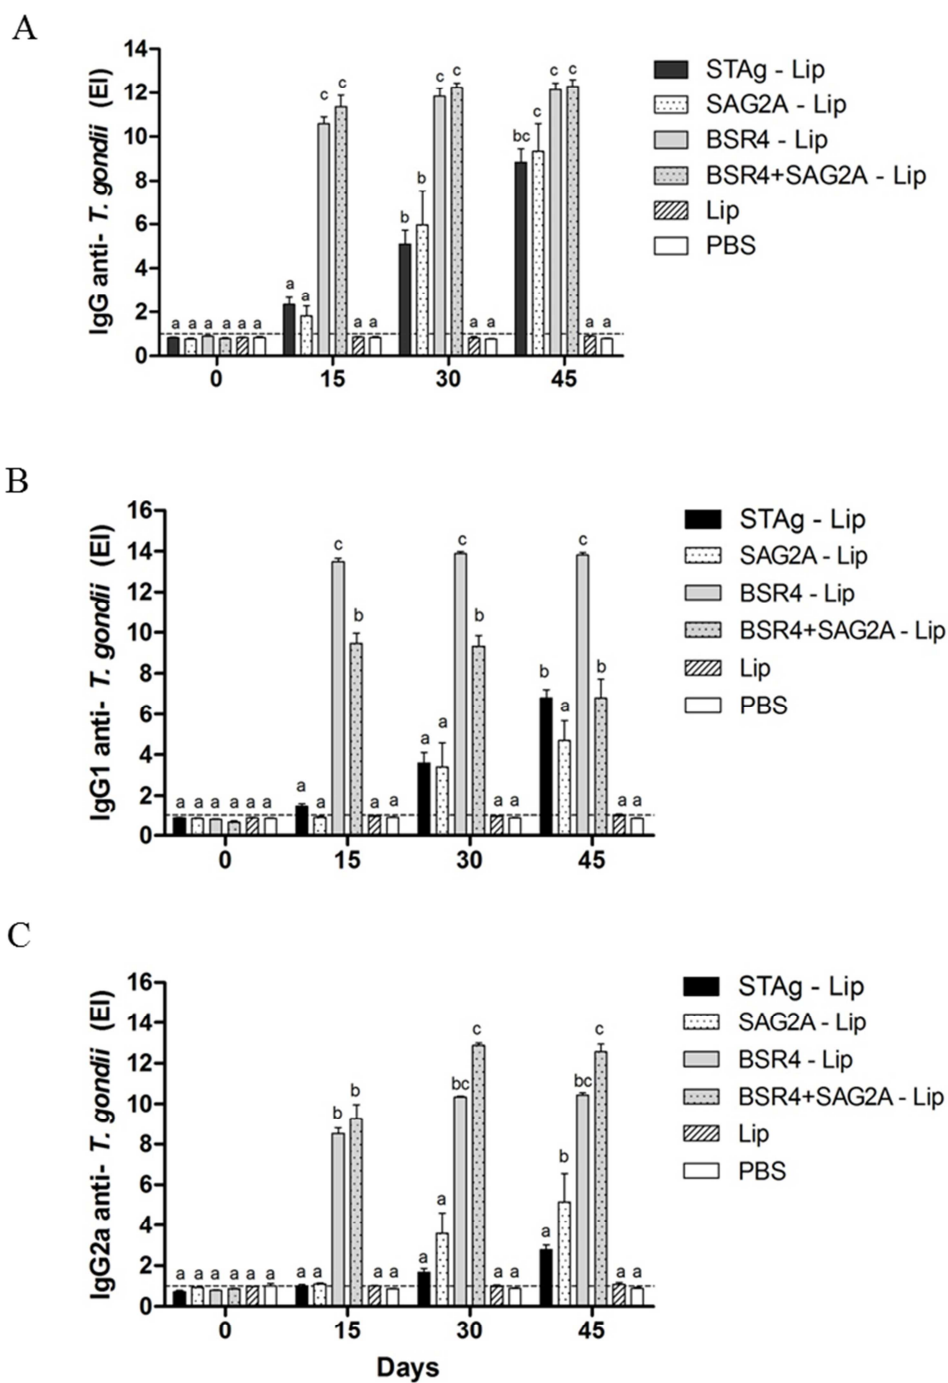 A
IgG anti- T. gondii (EI)
14
12
10
8
6
4
2
0
a a a a a a
a a c c a a
b b c c a a
bc c c c a a
0 15 30 45
STAg - Lip
SAG2A - Lip
BSR4 - Lip
BSR4+SAG2A - Lip
Lip
PBS
B
IgG1 anti- T. gondii (EI)
16
14
12
10
8
6
4
2
0
a a a a a a
a a c b a a
a a c b a a
b a c b a a
0 15 30 45
STAg - Lip
SAG2A - Lip
BSR4 - Lip
BSR4+SAG2A - Lip
Lip
PBS
C
IgG2a anti- T. gondii (EI)
16
14
12
10
8
6
4
2
0
a a a a a a
a a b b a a
a a bc c a a
a b bc c a a
0 15 30 45
Days
STAg - Lip
SAG2A - Lip
BSR4 - Lip
BSR4+SAG2A - Lip
Lip
PBS